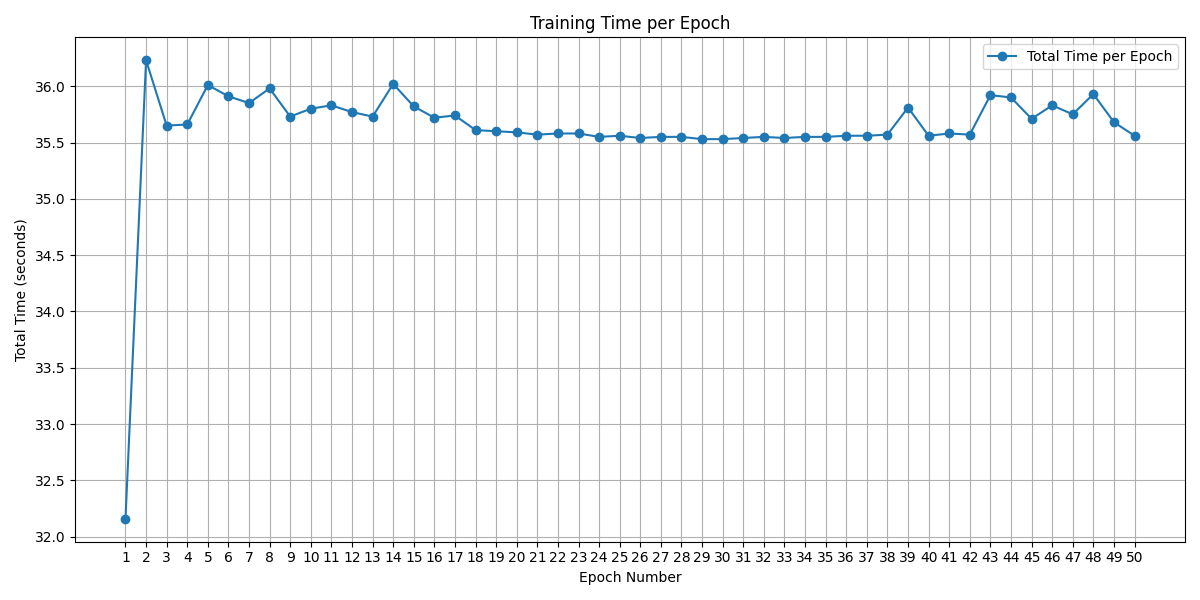 Training Time per Epoch
Total Time per Epoch
Total Time (seconds)
36.0
35.5
35.0
34.5
34.0
33.5
33.0
32.5
32.0
1 2 3 4 5 6 7 8 9 10 11 12 13 14 15 16 17 18 19 20 21 22 23 24 25 26 27 28 29 30 31 32 33 34 35 36 37 38 39 40 41 42 43 44 45 46 47 48 49 50
Epoch Number